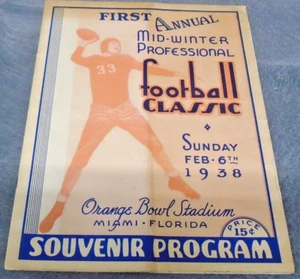 FIRST ANNUAL
MID-WINTER
PROFESSIONAL
football
CLASSIC
33
SUNDAY
FEB·6TH
1938
Orange Bowl Stadium
MIAMI·FLORIDA
PRICE
15¢
SOUVENIR PROGRAM